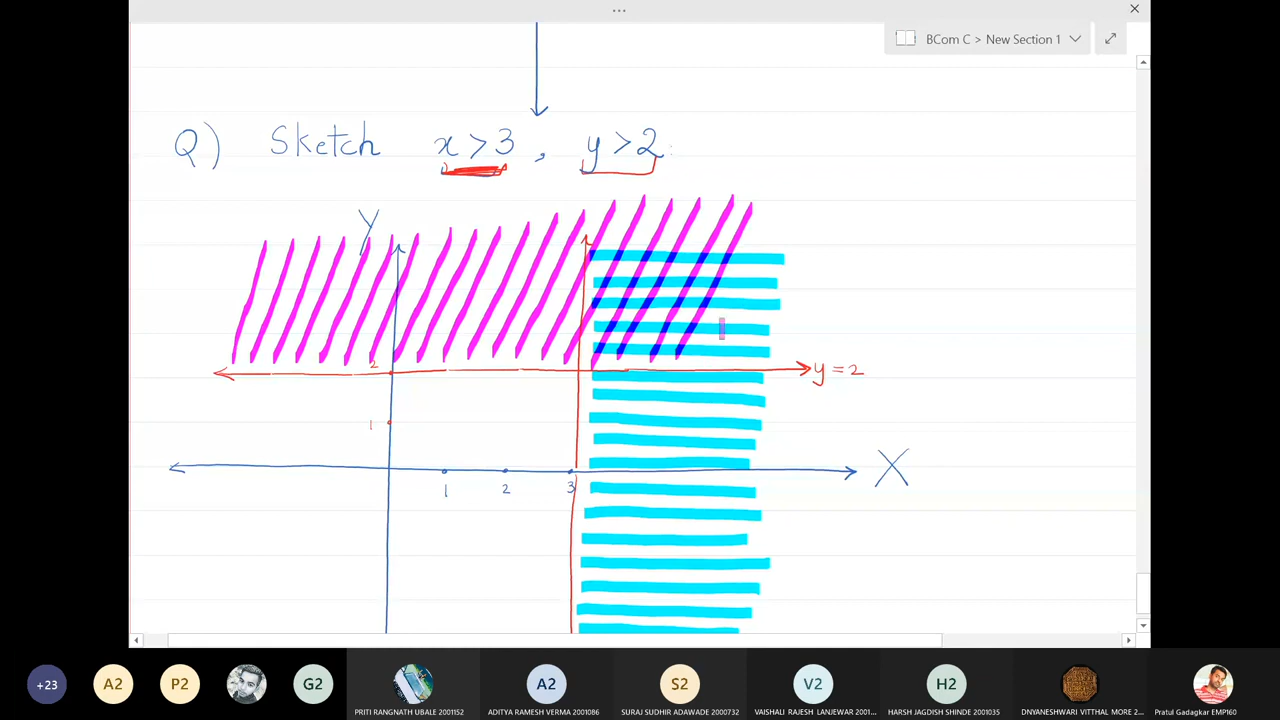 BCom C > New Section 1
Q) Sketch x > 3 , y > 2
Y
2
y = 2
1
X
1 2 3
+23 A2 P2 G2 A2 S2 V2 H2
PRITI RANGNATH UBALE 2001152 ADITYA RAMESH VERMA 2001086 SURAJ SUDHIR ADAWADE 2000732 VAISHALI RAJESH LANJEWAR 2001... HARSH JAGDISH SHINDE 2001035 DNYANESHWARI VITTHAL MORE 2... Pratul Gadagkar EMP60